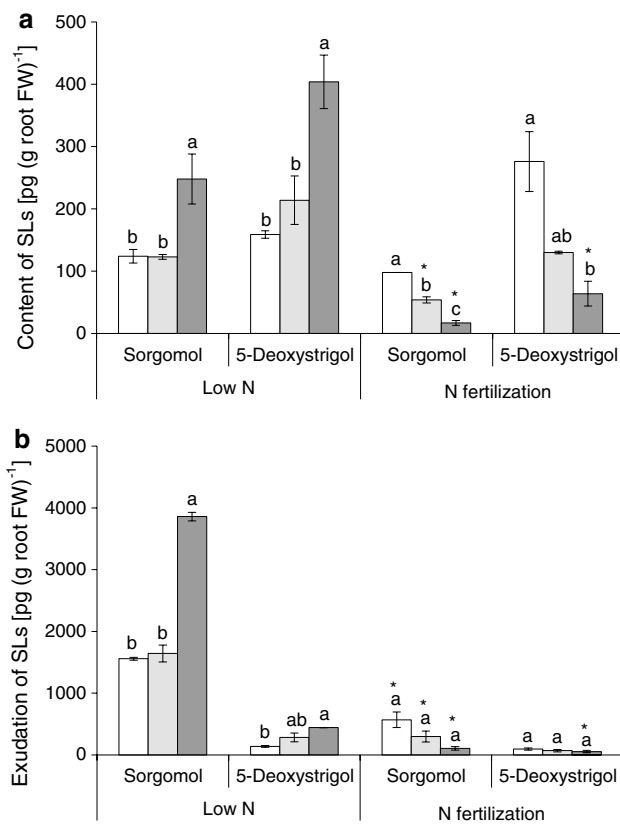 a
Content of SLs [pg (g root FW)⁻¹]
500
400
300
200
100
0
b b a
b b a
a * b * c
a ab * b
Sorgomol 5-Deoxystrigol Sorgomol 5-Deoxystrigol
Low N N fertilization
b
Exudation of SLs [pg (g root FW)⁻¹]
5000
4000
3000
2000
1000
0
b b a
b ab a
* a * a * a
a a * a
Sorgomol 5-Deoxystrigol Sorgomol 5-Deoxystrigol
Low N N fertilization